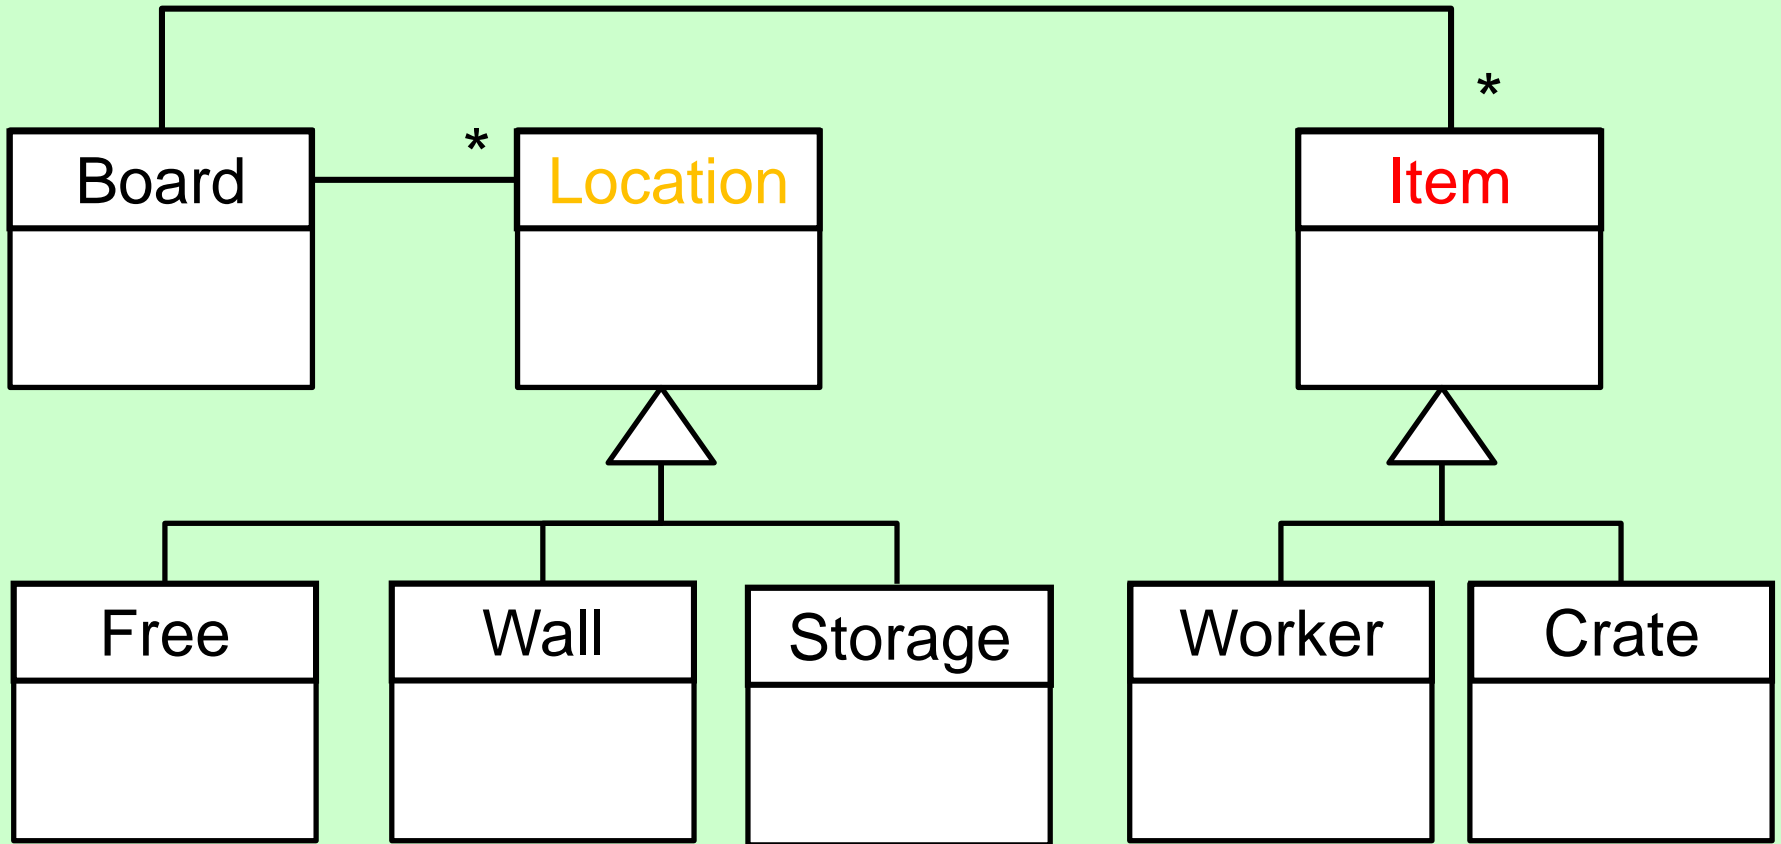 *
*
Board
Location
Item
Free
Wall
Storage
Worker
Crate